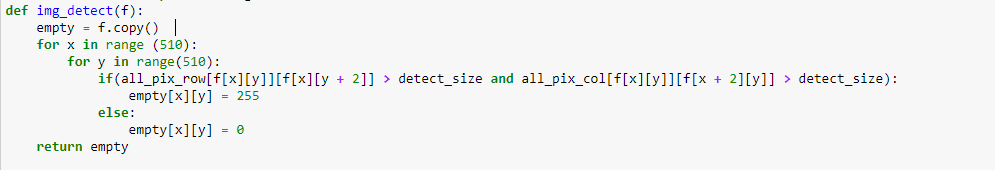 def img_detect(f):
    empty = f.copy()
    for x in range (510):
        for y in range(510):
            if(all_pix_row[f[x][y]][f[x][y + 2]] > detect_size and all_pix_col[f[x][y]][f[x + 2][y]] > detect_size):
                empty[x][y] = 255
            else:
                empty[x][y] = 0
    return empty